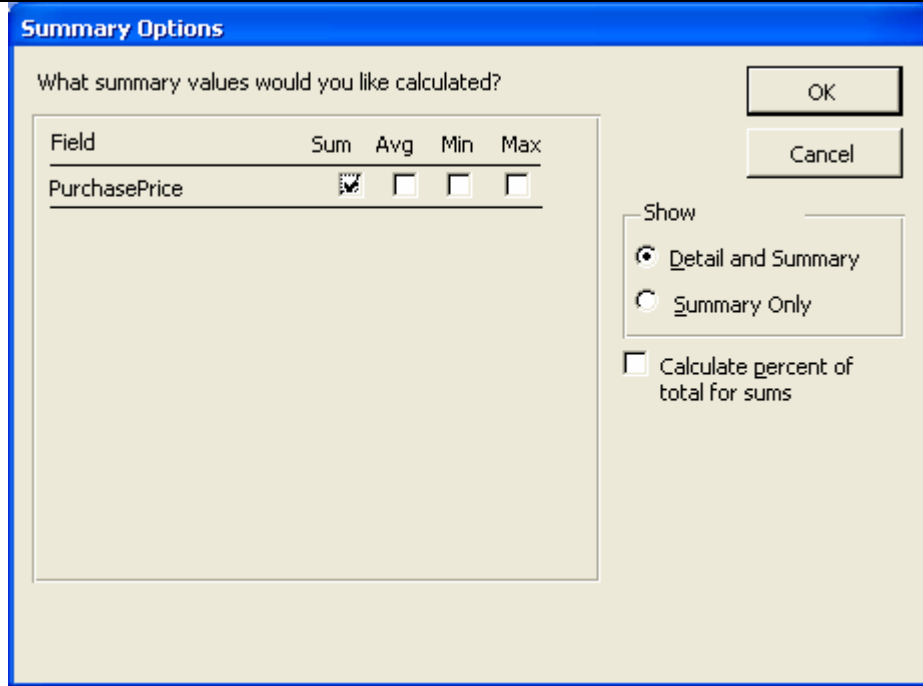 Summary Options
What summary values would you like calculated?
OK
Cancel
Field Sum Avg Min Max
PurchasePrice
Show
Detail and Summary
Summary Only
Calculate percent of
total for sums